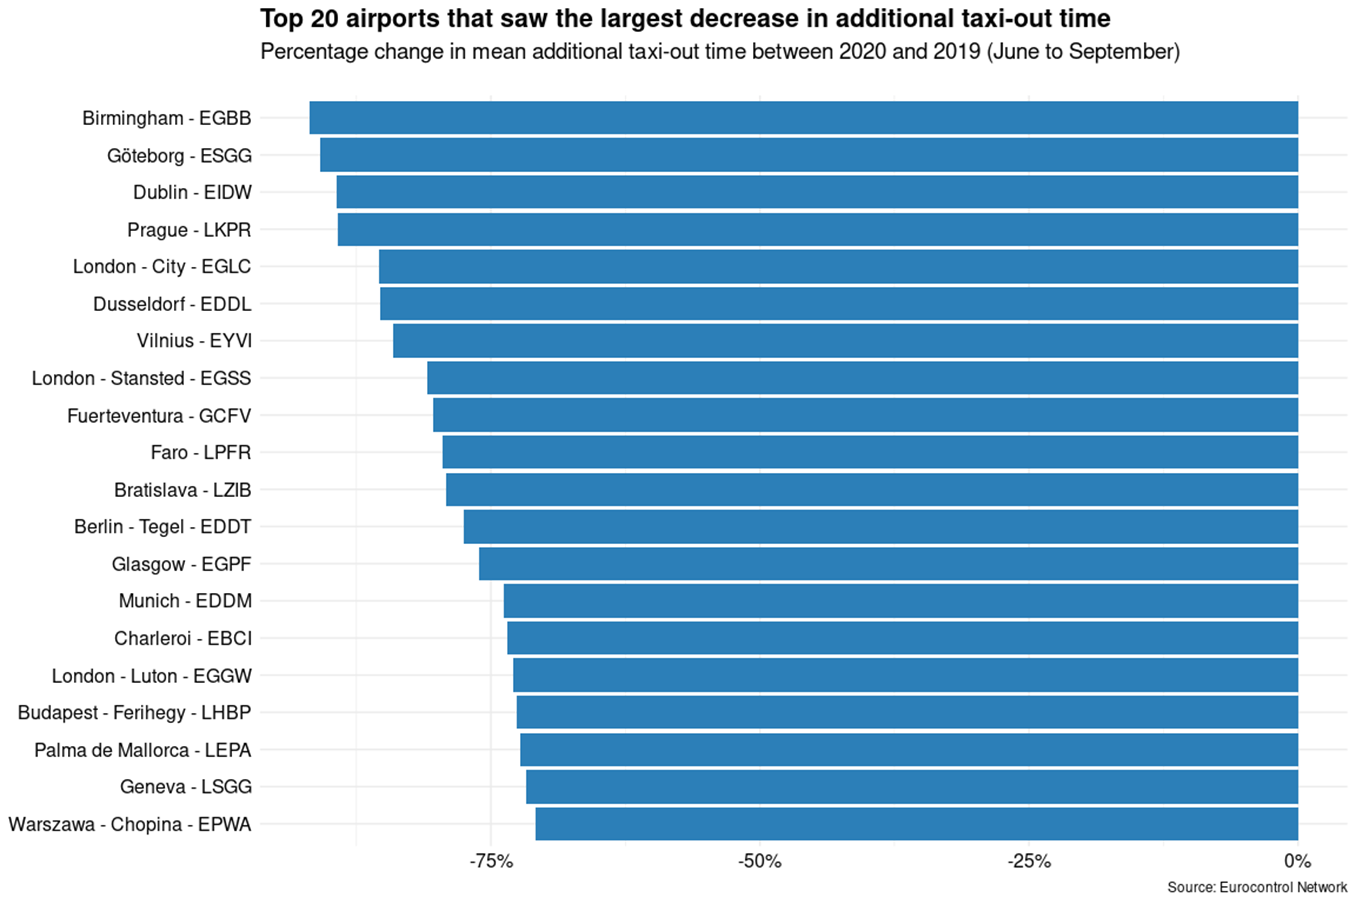 Top 20 airports that saw the largest decrease in additional taxi-out time
Percentage change in mean additional taxi-out time between 2020 and 2019 (June to September)
Birmingham - EGBB
Göteborg - ESGG
Dublin - EIDW
Prague - LKPR
London - City - EGLC
Dusseldorf - EDDL
Vilnius - EYVI
London - Stansted - EGSS
Fuerteventura - GCFV
Faro - LPFR
Bratislava - LZIB
Berlin - Tegel - EDDT
Glasgow - EGPF
Munich - EDDM
Charleroi - EBCI
London - Luton - EGGW
Budapest - Ferihegy - LHBP
Palma de Mallorca - LEPA
Geneva - LSGG
Warszawa - Chopina - EPWA
-75% -50% -25% 0%
Source: Eurocontrol Network